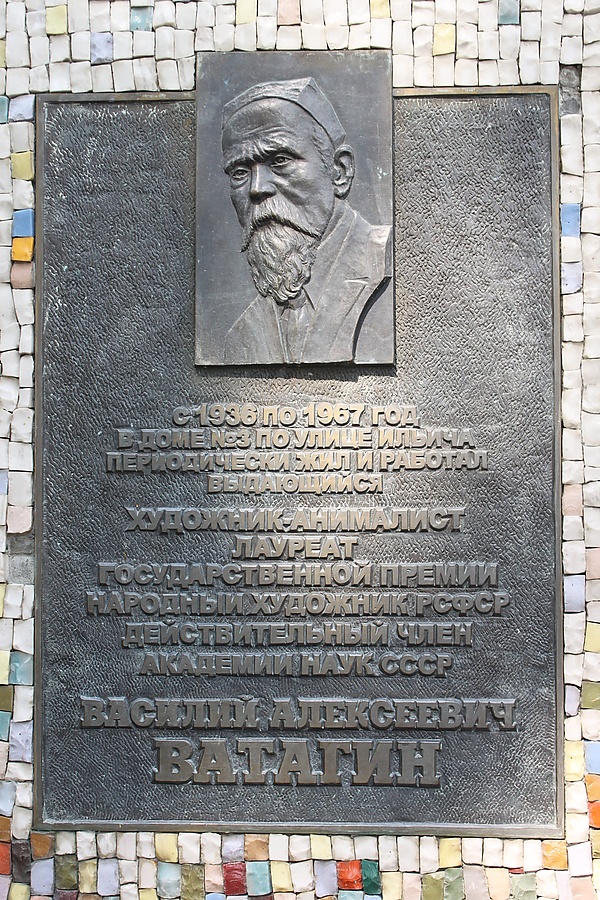 С 1936 ПО 1967 ГОД
В ДОМЕ №3 ПО УЛИЦЕ ИЛЬИЧА
ПЕРИОДИЧЕСКИ ЖИЛ И РАБОТАЛ
ВЫДАЮЩИЙСЯ
ХУДОЖНИК-АНИМАЛИСТ
ЛАУРЕАТ
ГОСУДАРСТВЕННОЙ ПРЕМИИ
НАРОДНЫЙ ХУДОЖНИК РСФСР
ДЕЙСТВИТЕЛЬНЫЙ ЧЛЕН
АКАДЕМИИ НАУК СССР
ВАСИЛИЙ АЛЕКСЕЕВИЧ
ВАТАГИН